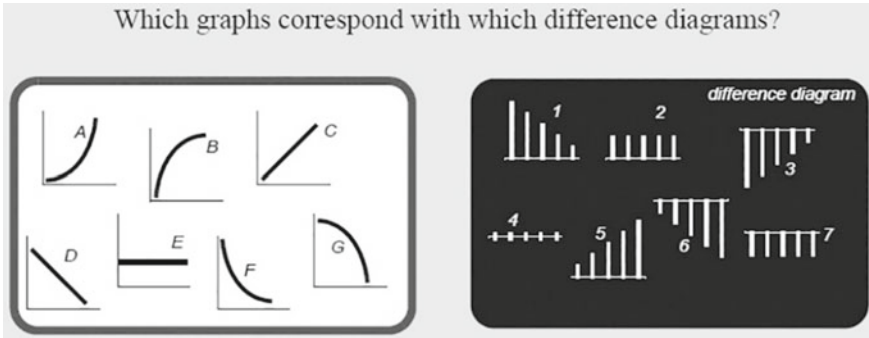 Which graphs correspond with which difference diagrams?
difference diagram
A
B
C
D
E
F
G
1
2
3
4
5
6
7